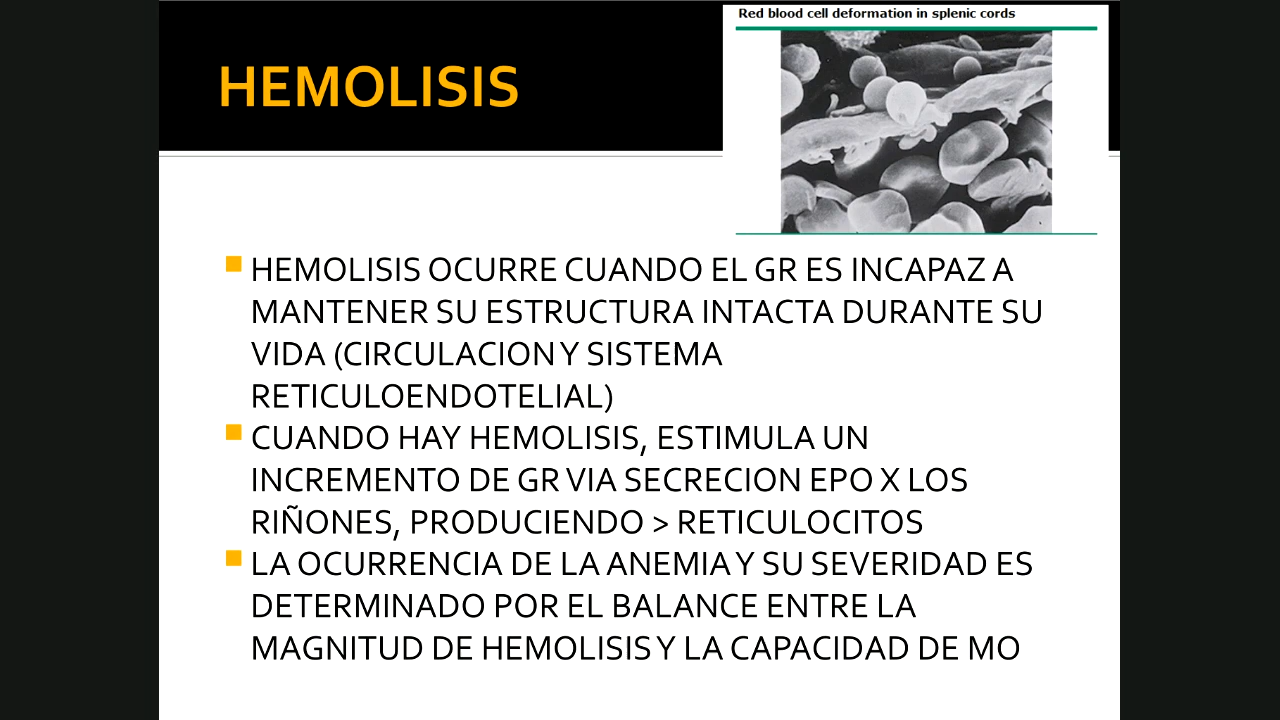 Red blood cell deformation in splenic cords
HEMOLISIS
HEMOLISIS OCURRE CUANDO EL GR ES INCAPAZ A
MANTENER SU ESTRUCTURA INTACTA DURANTE SU
VIDA (CIRCULACION Y SISTEMA
RETICULOENDOTELIAL)
CUANDO HAY HEMOLISIS, ESTIMULA UN
INCREMENTO DE GR VIA SECRECION EPO X LOS
RIÑONES, PRODUCIENDO > RETICULOCITOS
LA OCURRENCIA DE LA ANEMIA Y SU SEVERIDAD ES
DETERMINADO POR EL BALANCE ENTRE LA
MAGNITUD DE HEMOLISIS Y LA CAPACIDAD DE MO